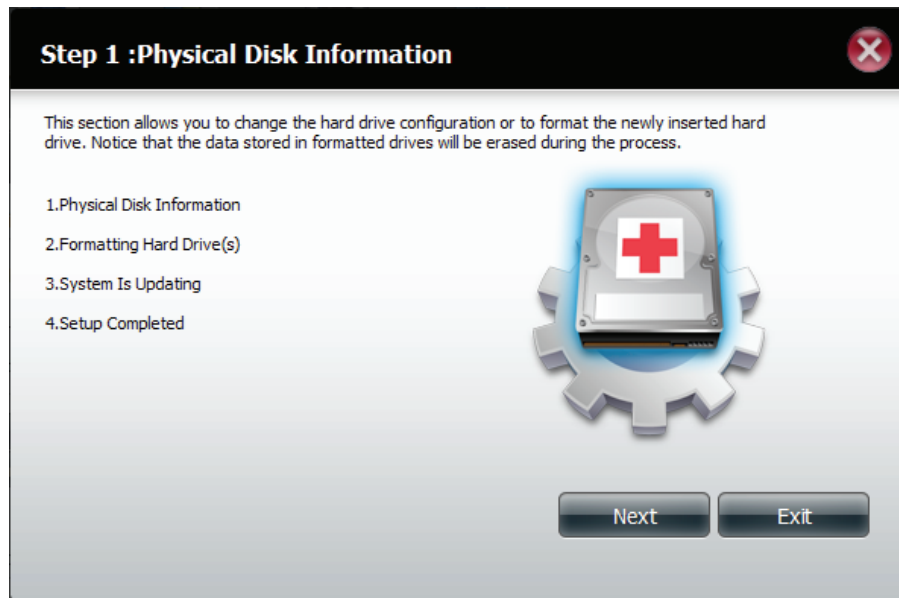 Step 1 :Physical Disk Information
This section allows you to change the hard drive configuration or to format the newly inserted hard
drive. Notice that the data stored in formatted drives will be erased during the process.
1.Physical Disk Information
2.Formatting Hard Drive(s)
3.System Is Updating
4.Setup Completed
Next
Exit